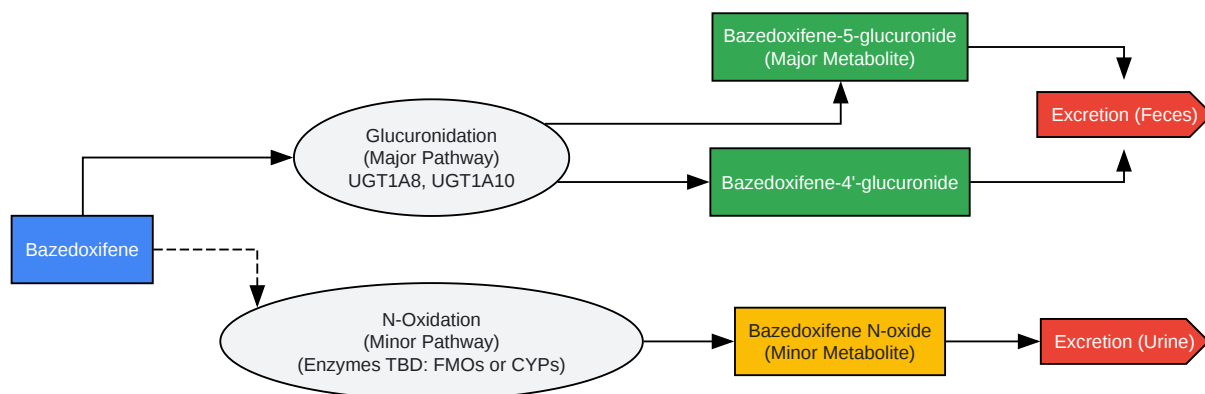 Bazedoxifene
Glucuronidation
(Major Pathway)
UGT1A8, UGT1A10
Bazedoxifene-5-glucuronide
(Major Metabolite)
Bazedoxifene-4'-glucuronide
Excretion (Feces)
N-Oxidation
(Minor Pathway)
(Enzymes TBD: FMOs or CYPs)
Bazedoxifene N-oxide
(Minor Metabolite)
Excretion (Urine)